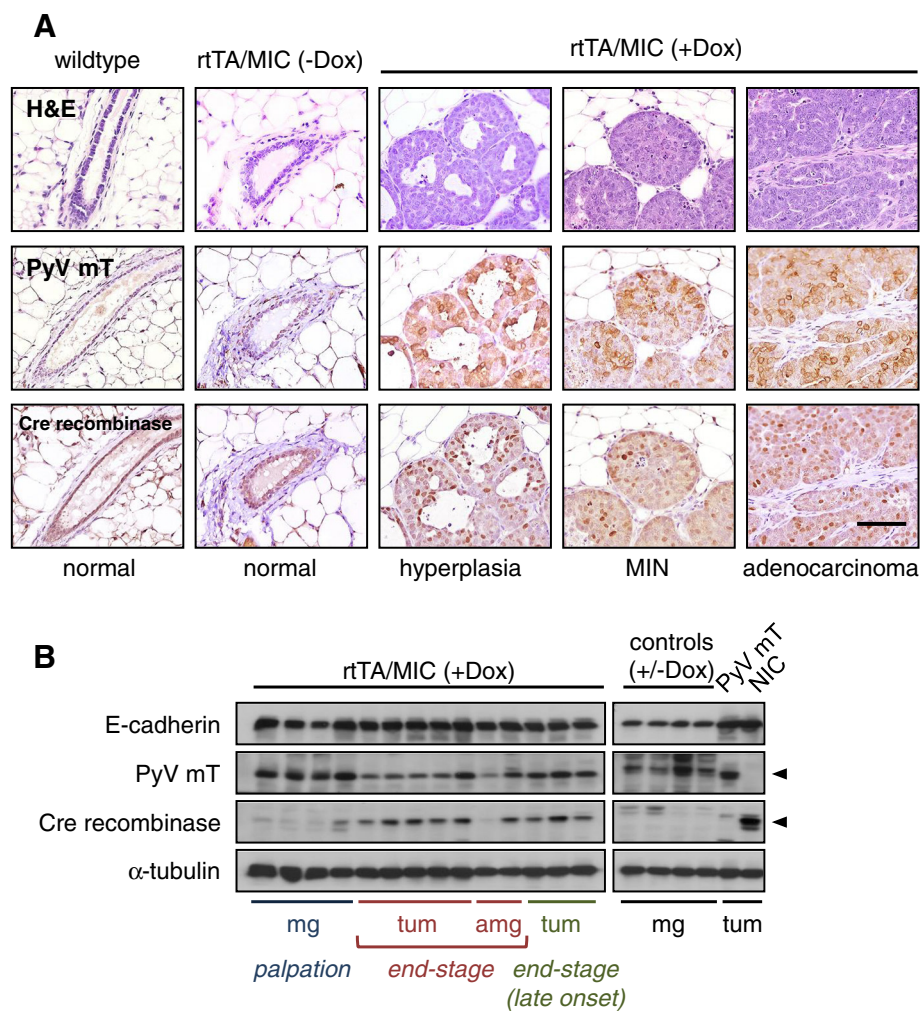 A
wildtype
rtTA/MIC (-Dox)
rtTA/MIC (+Dox)
H&E
PyV mT
Cre recombinase
normal
normal
hyperplasia
MIN
adenocarcinoma
B
rtTA/MIC (+Dox)
controls
(+/-Dox)
PyV mT
NIC
E-cadherin
PyV mT
Cre recombinase
α-tubulin
mg
tum
amg
tum
mg
tum
palpation
end-stage
end-stage
(late onset)